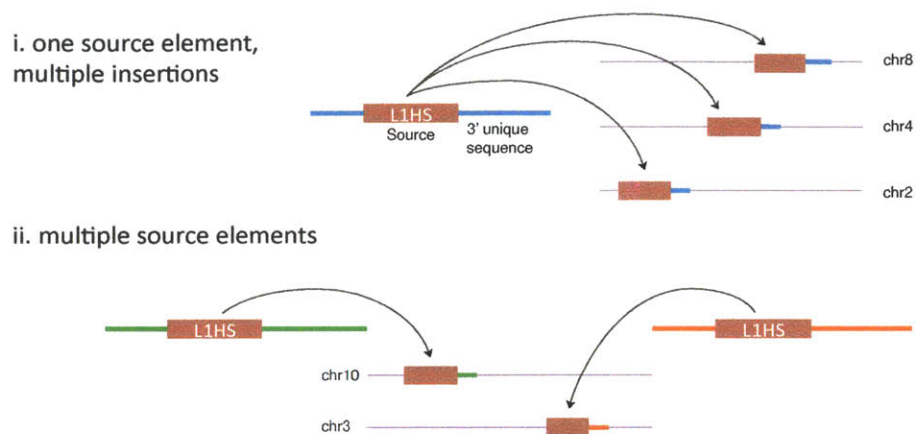 i. one source element,
multiple insertions
chr8
L1HS
Source
3' unique
sequence
chr4
chr2
ii. multiple source elements
L1HS
L1HS
chr10
chr3